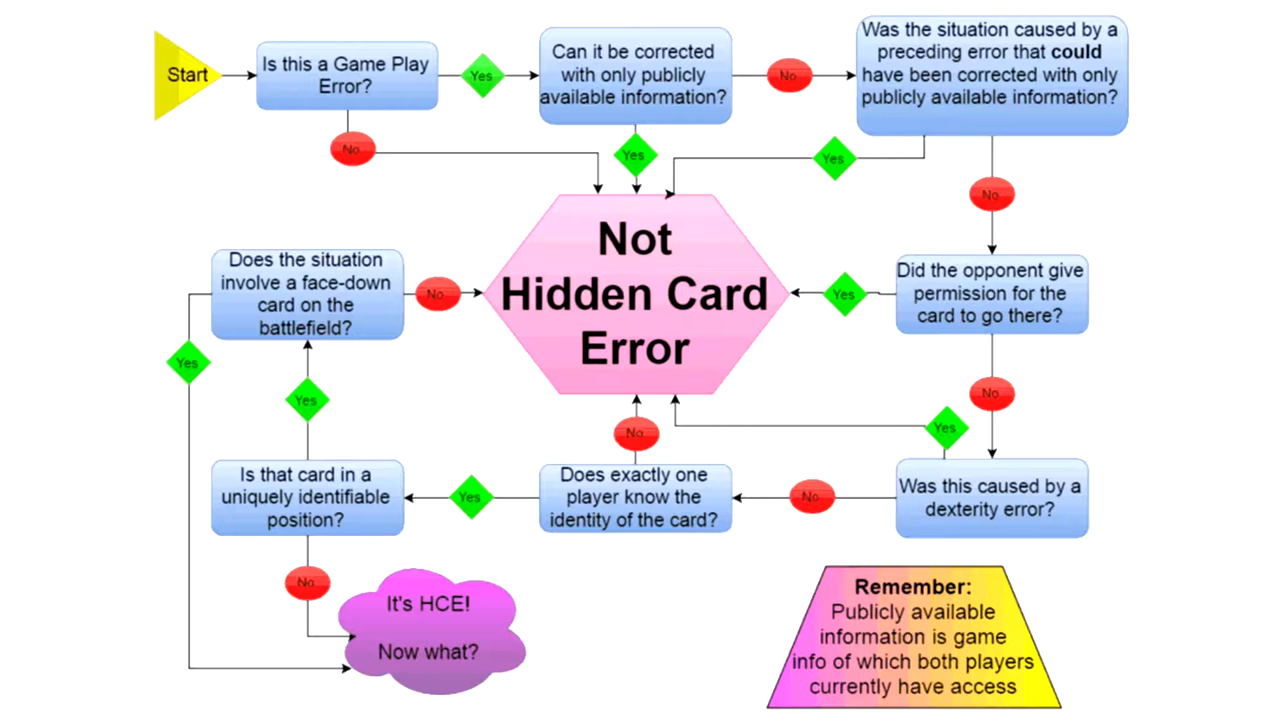 Start
Is this a Game Play
Error?
Yes
Can it be corrected
with only publicly
available information?
No
Was the situation caused by a
preceding error that could
have been corrected with only
publicly available information?
No
Yes
Yes
No
Not
Hidden Card
Error
Does the situation
involve a face-down
card on the
battlefield?
No
Yes
Did the opponent give
permission for the
card to go there?
Yes
Yes
No
No
Yes
Is that card in a
uniquely identifiable
position?
Yes
Does exactly one
player know the
identity of the card?
No
Was this caused by a
dexterity error?
No
It's HCE!
Now what?
Remember:
Publicly available
information is game
info of which both players
currently have access